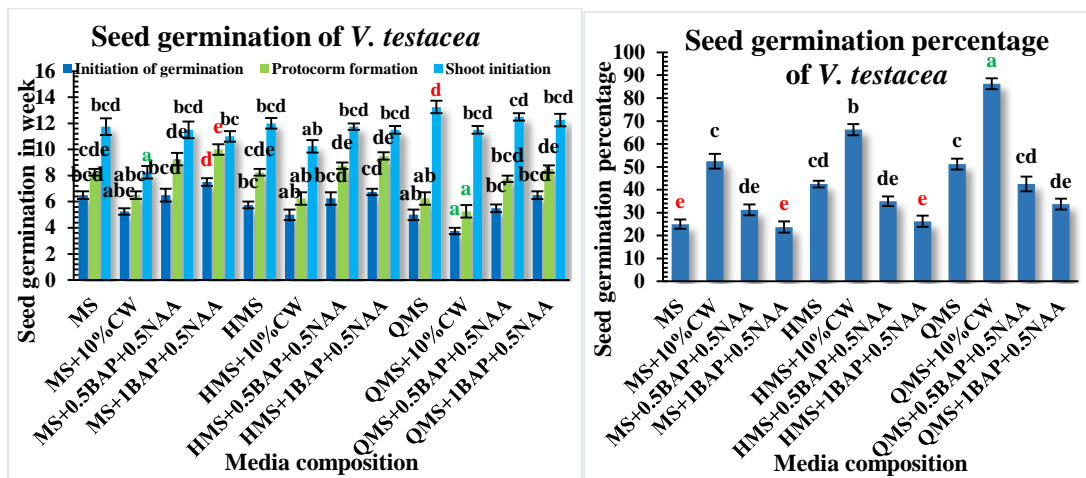 Seed germination of V. testacea
Initiation of germination Protocorm formation Shoot initiation
Seed germination in week
16
14
12
10
8
6
4
2
0
bcd cde bcd
abc abc a
bcd de bcd
d e bc
bc cde bcd
ab ab ab
bcd de bcd
cd de bcd
ab ab d
a a bcd
bc bcd cd
bcd cde bcd
MS
MS+10%CW
MS+0.5BAP+0.5NAA
MS+1BAP+0.5NAA
HMS
HMS+10%CW
HMS+0.5BAP+0.5NAA
HMS+1BAP+0.5NAA
QMS
QMS+10%CW
QMS+0.5BAP+0.5NAA
QMS+1BAP+0.5NAA
Media composition
Seed germination percentage
of V. testacea
Seed germination percentage
100
90
80
70
60
50
40
30
20
10
0
e
c
de
e
cd
b
de
e
c
a
cd
de
MS
MS+10%CW
MS+0.5BAP+0.5NAA
MS+1BAP+0.5NAA
HMS
HMS+10%CW
HMS+0.5BAP+0.5NAA
HMS+1BAP+0.5NAA
QMS
QMS+10%CW
QMS+0.5BAP+0.5NAA
QMS+1BAP+0.5NAA
Media composition